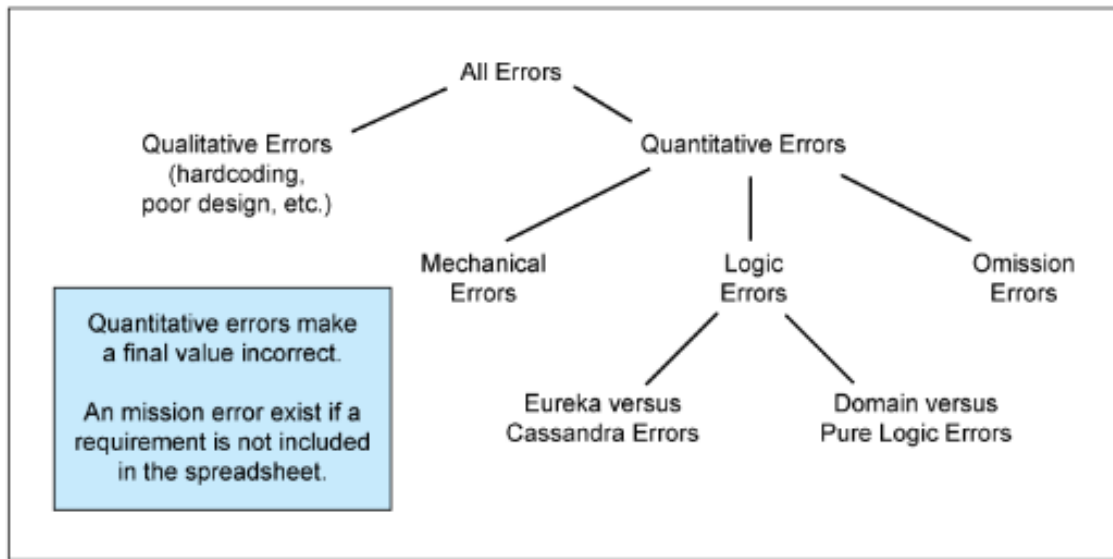 All Errors
Qualitative Errors
(hardcoding,
poor design, etc.)
Quantitative Errors
Mechanical
Errors
Logic
Errors
Omission
Errors
Quantitative errors make
a final value incorrect.
An mission error exist if a
requirement is not included
in the spreadsheet.
Eureka versus
Cassandra Errors
Domain versus
Pure Logic Errors